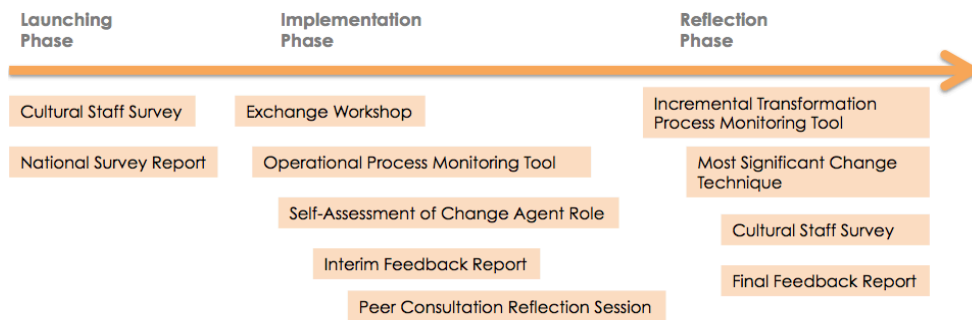 Launching
Phase
Implementation
Phase
Reflection
Phase
Cultural Staff Survey
National Survey Report
Exchange Workshop
Operational Process Monitoring Tool
Self-Assessment of Change Agent Role
Interim Feedback Report
Peer Consultation Reflection Session
Incremental Transformation
Process Monitoring Tool
Most Significant Change
Technique
Cultural Staff Survey
Final Feedback Report